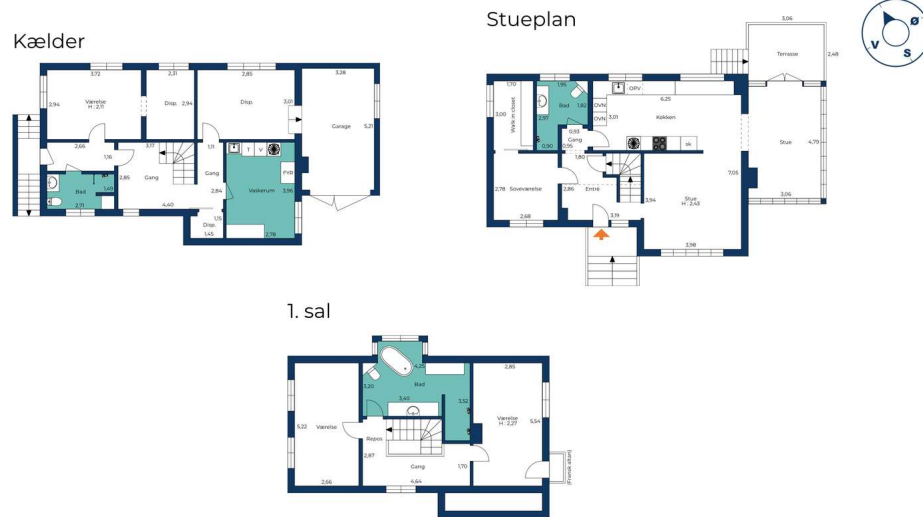 Kælder
3,72
2,31
2,85
3,28
Værelse
H : 2,11
2,94
Disp.
2,94
Disp.
3,01
Garage
5,21
2,66
1,16
3,17
1,11
T V
Frys
2,85
Gang
Gang
Vaskerum
3,96
Bad
1,49
2,84
2,71
4,40
1,15
Disp.
1,45
2,78
Stueplan
3,06
Terrasse
2,48
Ø
V
S
1,70
1,95
OPV
6,25
Walk in closet
3,00
2,91
Bad
1,82
OVN
OVN
3,01
Køkken
0,90
0,93
Gang
0,95
sk
Stue
4,79
1,80
7,05
2,78
Soveværelse
2,86
Entré
3,94
Stue
H : 2,43
3,06
2,68
3,19
3,98
1. sal
4,25
2,85
3,20
Bad
3,40
3,32
5,22
Værelse
Værelse
H : 2,27
5,54
Repos
2,87
Gang
1,70
(Fransk altan)
2,66
4,64